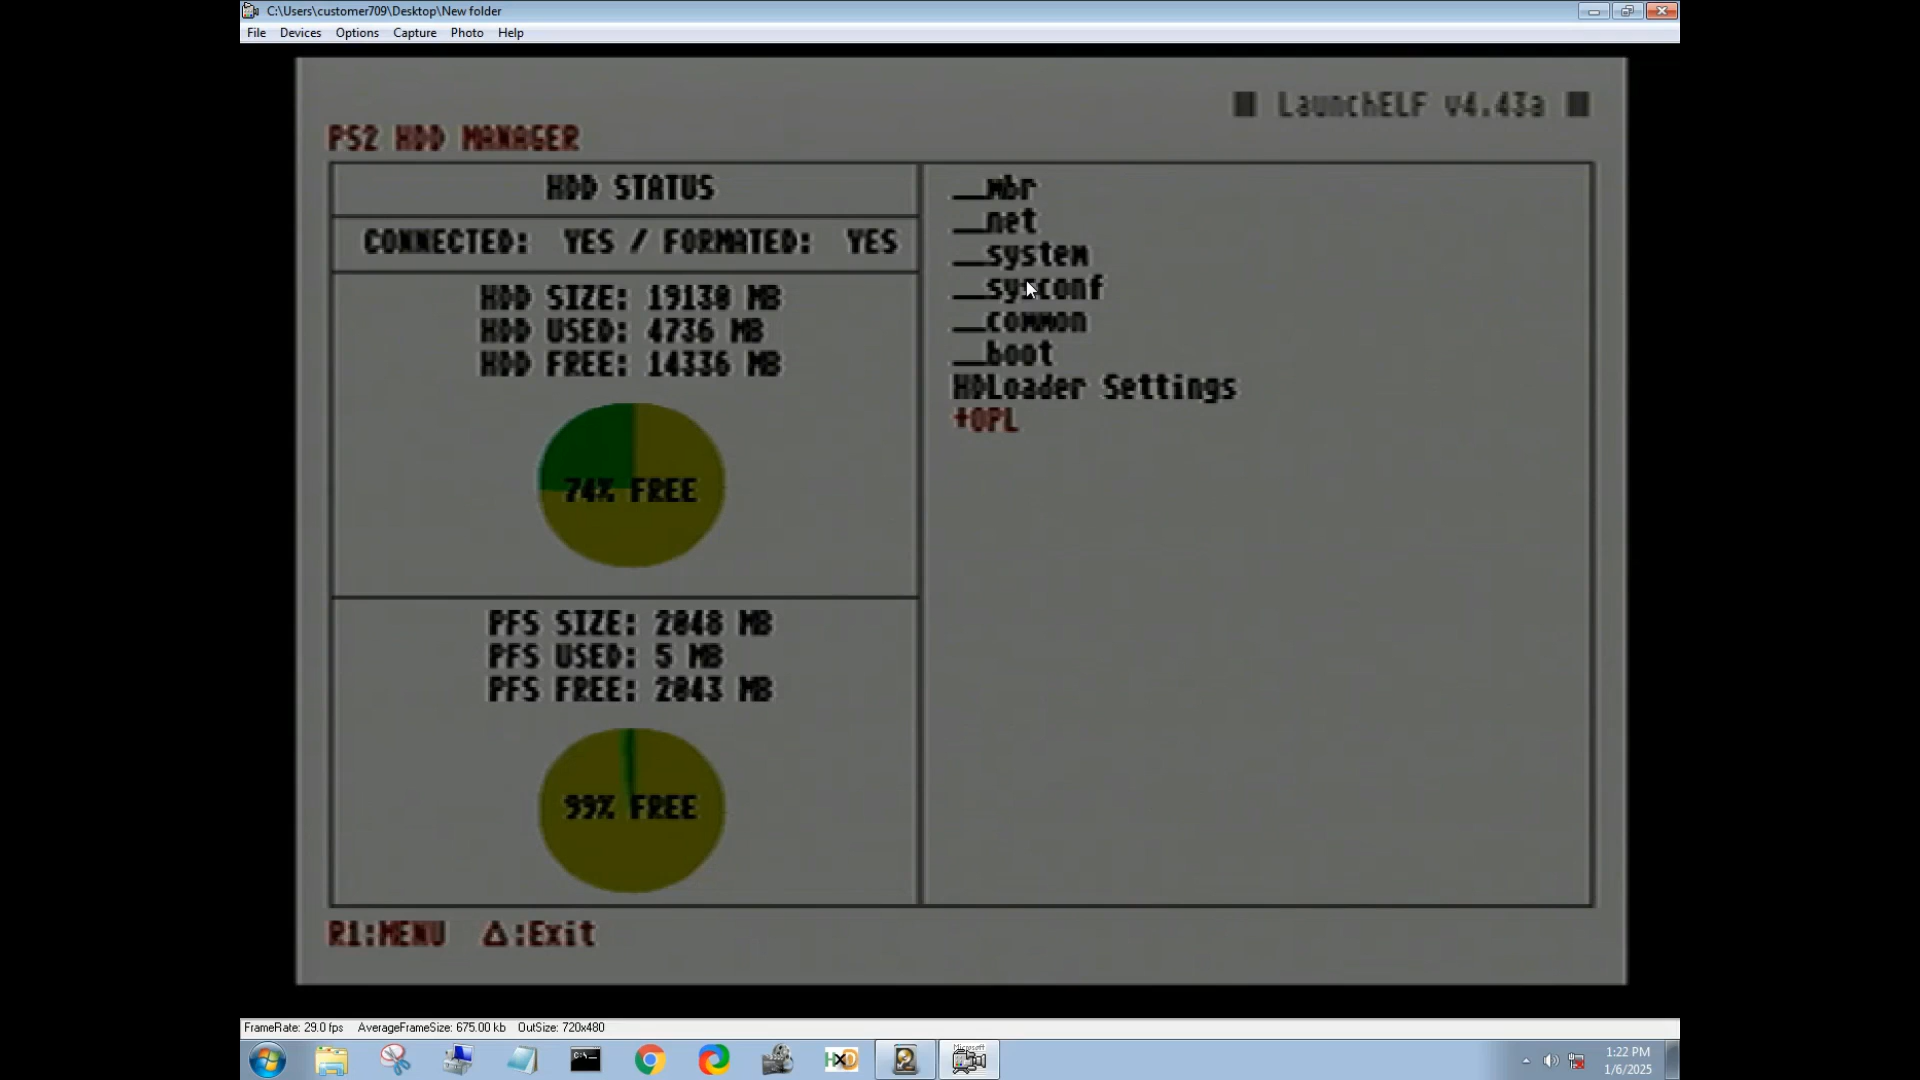 C:\Users\customer709\Desktop\New folder
File Devices Options Capture Photo Help
LaunchELF v4.43a
PS2 HDD MANAGER
HDD STATUS
CONNECTED: YES / FORMATED: YES
HDD SIZE: 19130 MB
HDD USED: 4736 MB
HDD FREE: 14336 MB
74% FREE
PFS SIZE: 2048 MB
PFS USED: 5 MB
PFS FREE: 2043 MB
99% FREE
__mbr
__net
__system
__sysconf
__common
__boot
HDLoader Settings
+OPL
R1:MENU △:Exit
FrameRate: 29.0 fps AverageFrameSize: 675.00 kb OutSize: 720x480
C:\_
HXD
Microsoft
1:22 PM
1/6/2025